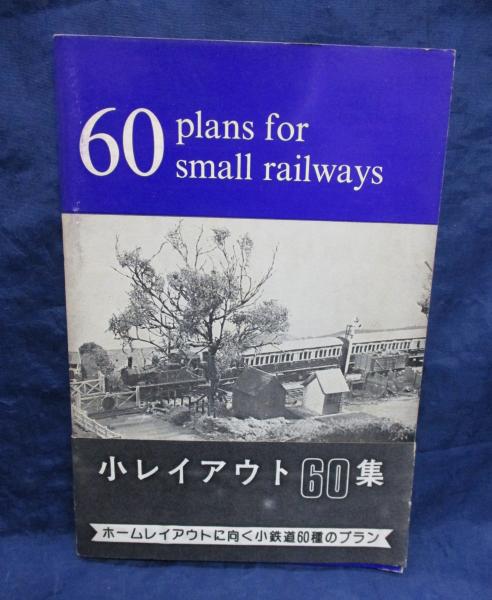 60 plans for
small railways
小レイアウト60集
ホームレイアウトに向く小鉄道60種のプラン